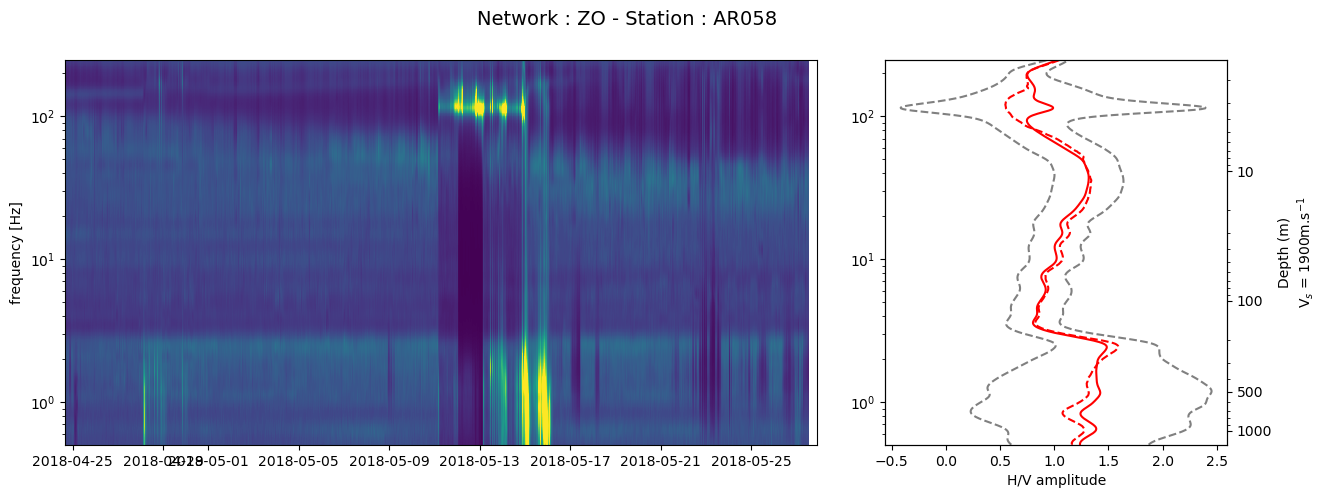 Network : ZO - Station : AR058
frequency [Hz]
10²
10¹
10⁰
2018-04-25 2018-04-29 2018-05-01 2018-05-05 2018-05-09 2018-05-13 2018-05-17 2018-05-21 2018-05-25
10²
10¹
10⁰
−0.5 0.0 0.5 1.0 1.5 2.0 2.5
H/V amplitude
10
100
500
1000
Depth (m)
Vₛ = 1900m.s⁻¹